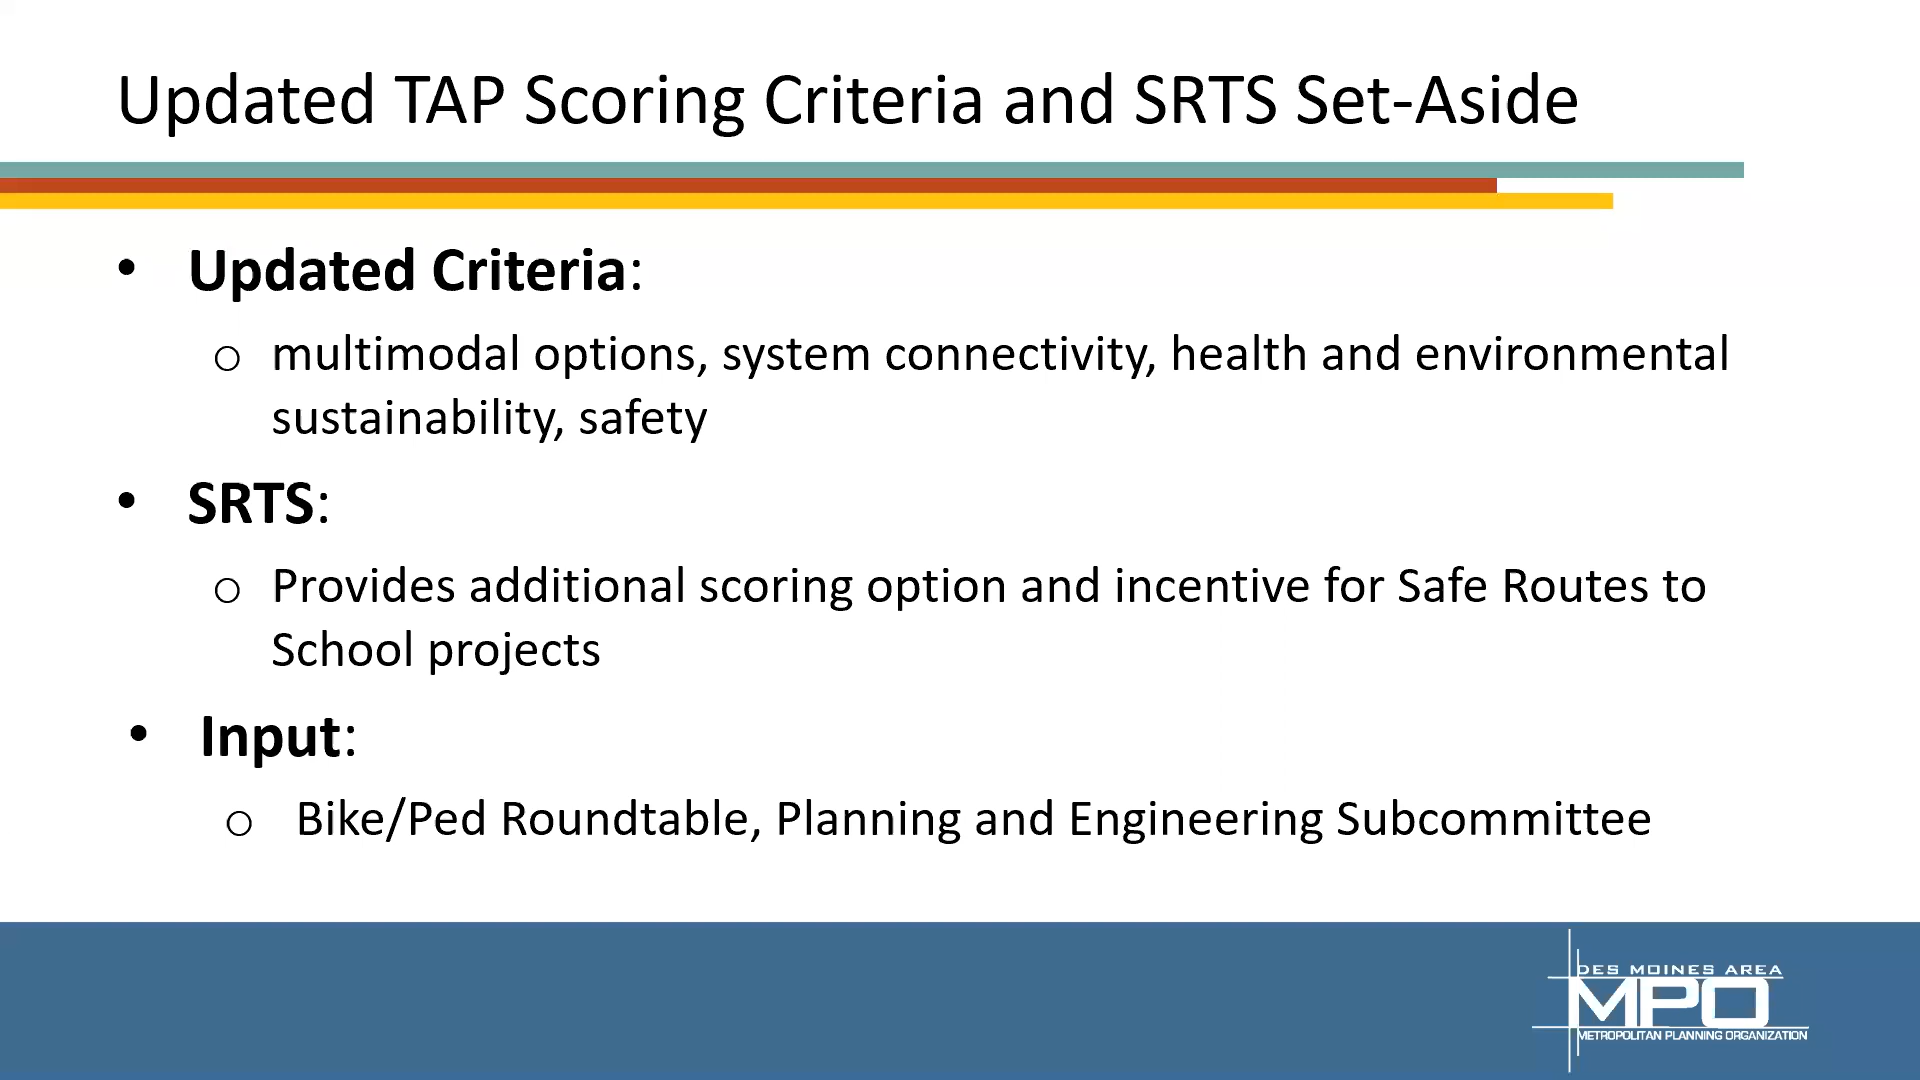 Updated TAP Scoring Criteria and SRTS Set-Aside
• Updated Criteria:
o multimodal options, system connectivity, health and environmental
sustainability, safety
• SRTS:
o Provides additional scoring option and incentive for Safe Routes to
School projects
• Input:
o Bike/Ped Roundtable, Planning and Engineering Subcommittee
DES MOINES AREA
MPO
METROPOLITAN PLANNING ORGANIZATION